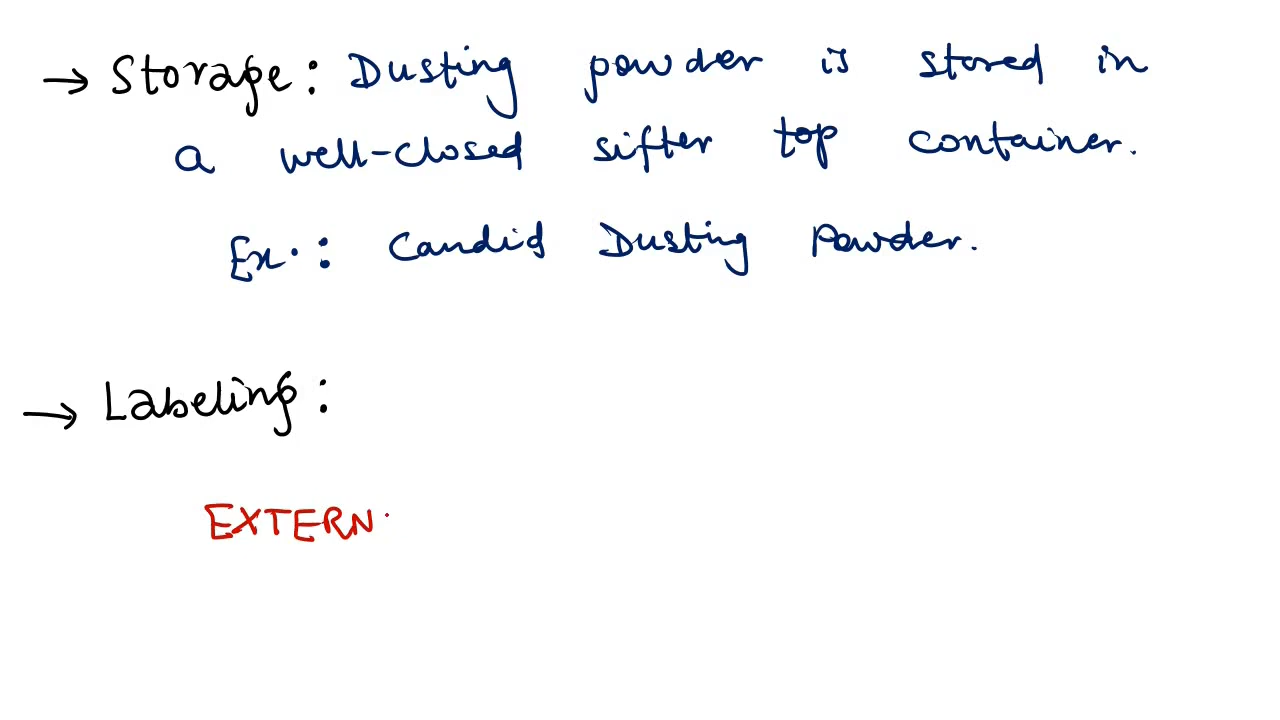 → Storage: Dusting powder is stored in
a well-closed sifter top container.
Ex.: Candid Dusting Powder.
→ Labeling:
EXTERN